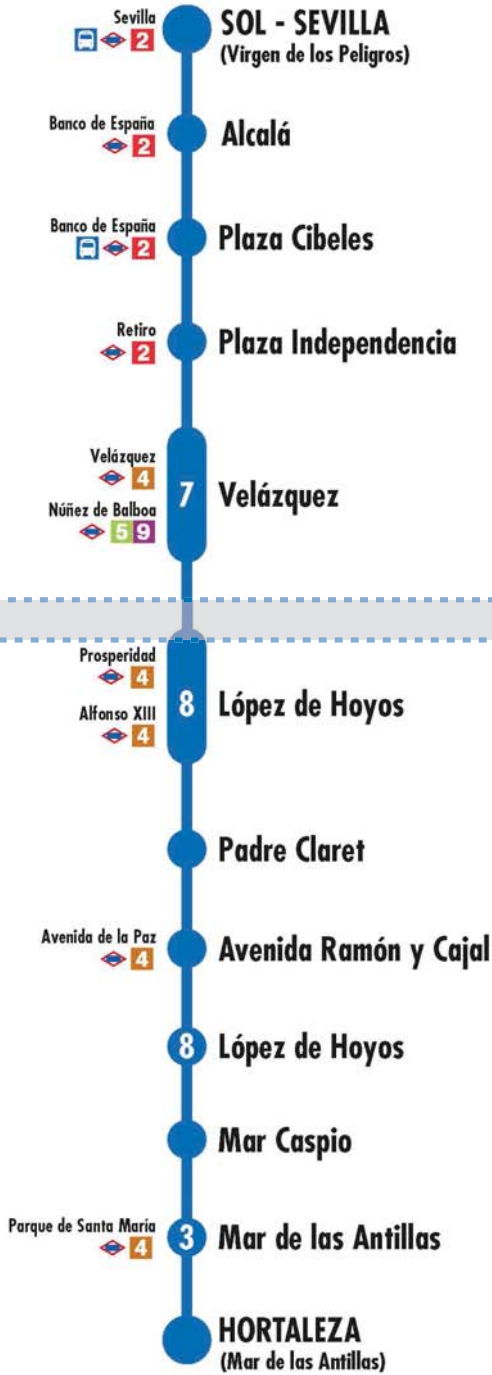 Sevilla
2
SOL - SEVILLA
(Virgen de los Peligros)
Banco de España
2
Alcalá
Banco de España
2
Plaza Cibeles
Retiro
2
Plaza Independencia
Velázquez
4
Núñez de Balboa
5 9
7
Velázquez
Prosperidad
4
Alfonso XIII
4
8
López de Hoyos
Padre Claret
Avenida de la Paz
4
Avenida Ramón y Cajal
8
López de Hoyos
Mar Caspio
Parque de Santa María
4
3
Mar de las Antillas
HORTALEZA
(Mar de las Antillas)